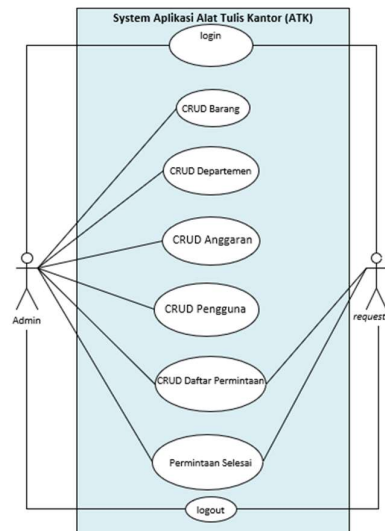 System Aplikasi Alat Tulis Kantor (ATK)
login
CRUD Barang
CRUD Departemen
CRUD Anggaran
CRUD Pengguna
Admin
request
CRUD Daftar Permintaan
Permintaan Selesai
logout